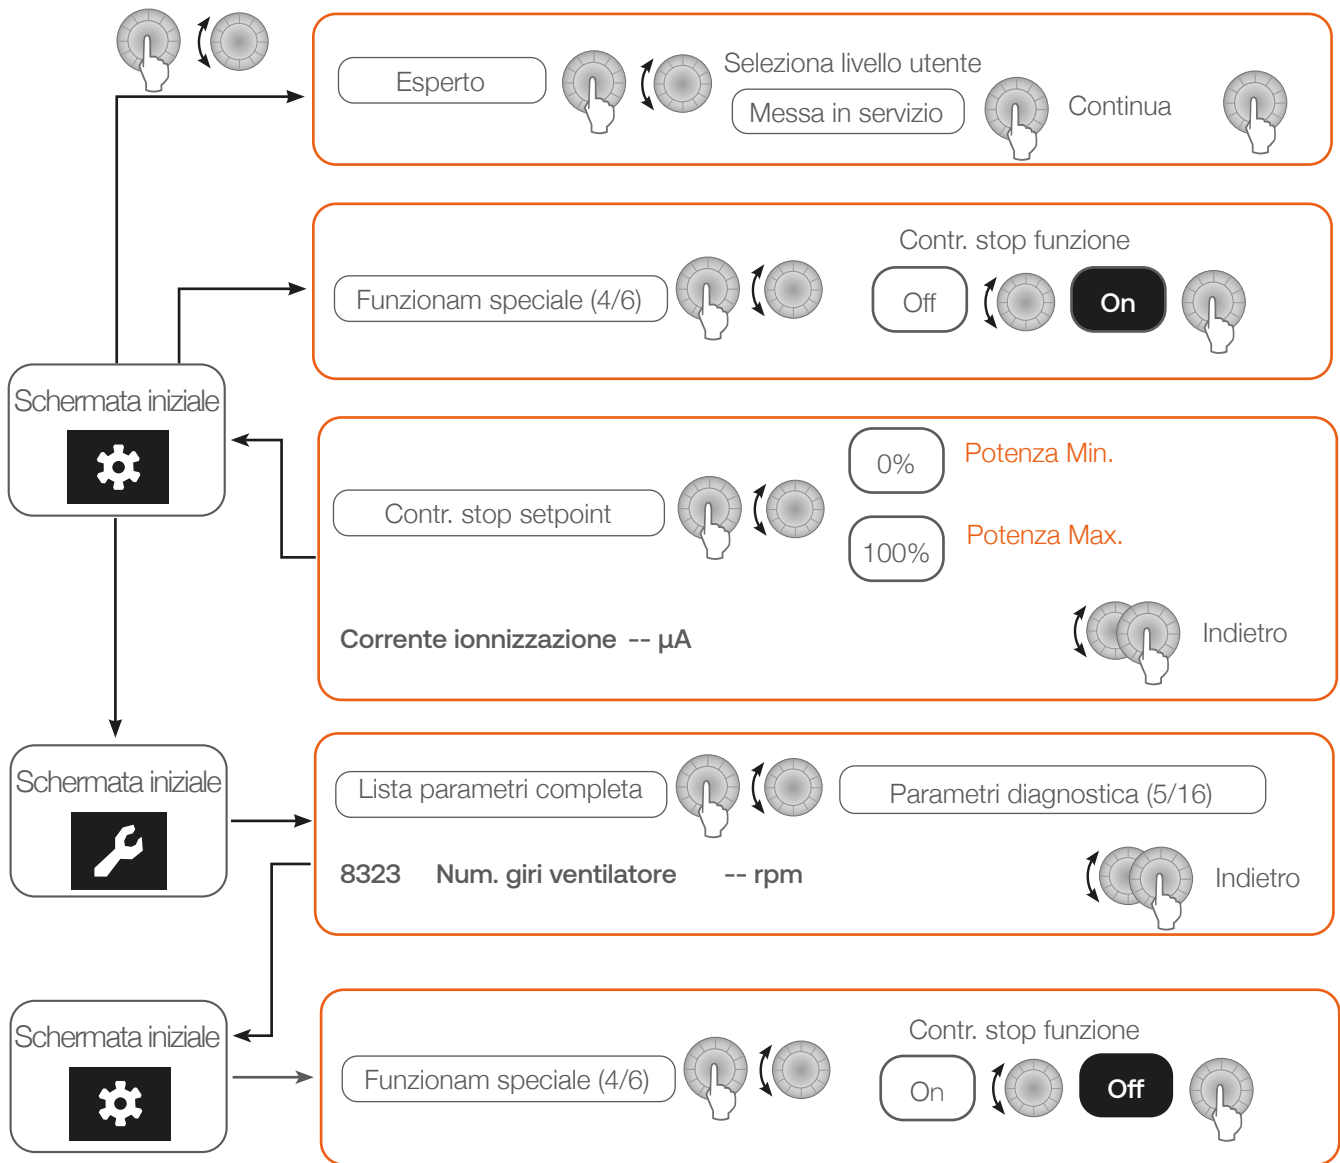 Esperto
Seleziona livello utente
Messa in servizio
Continua
Contr. stop funzione
Funzionam speciale (4/6)
Off
On
Schermata iniziale
Contr. stop setpoint
0%
Potenza Min.
100%
Potenza Max.
Corrente ionnizzazione -- µA
Indietro
Schermata iniziale
Lista parametri completa
Parametri diagnostica (5/16)
8323 Num. giri ventilatore -- rpm
Indietro
Schermata iniziale
Contr. stop funzione
Funzionam speciale (4/6)
On
Off